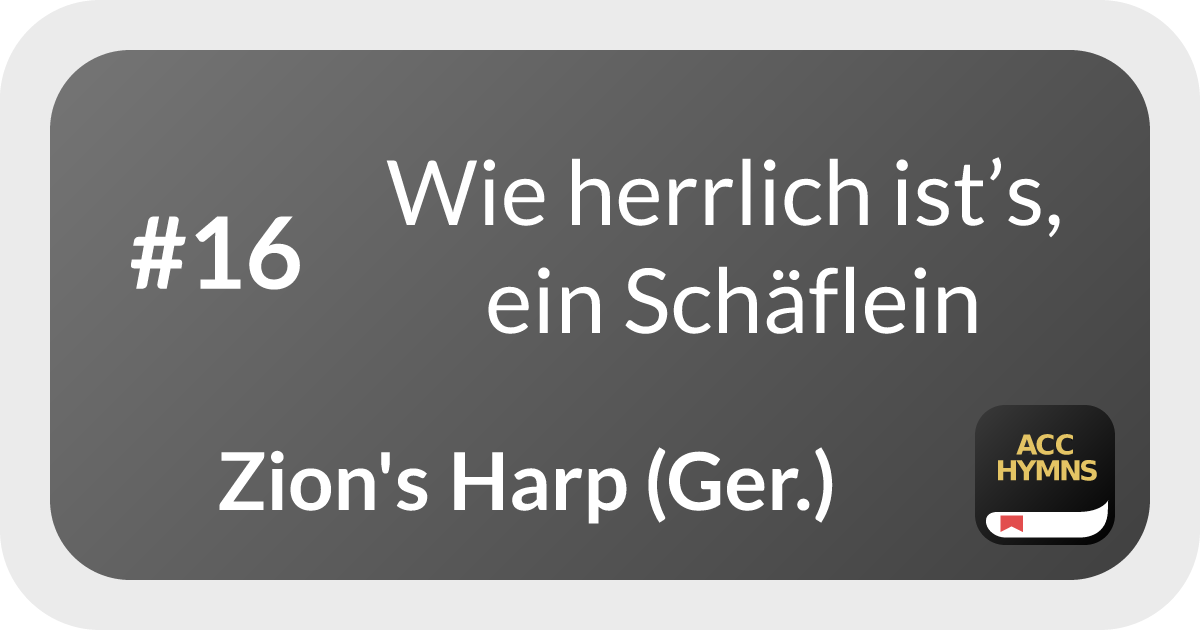 #16
Wie herrlich ist’s,
ein Schäflein
Zion's Harp (Ger.)
ACC
HYMNS